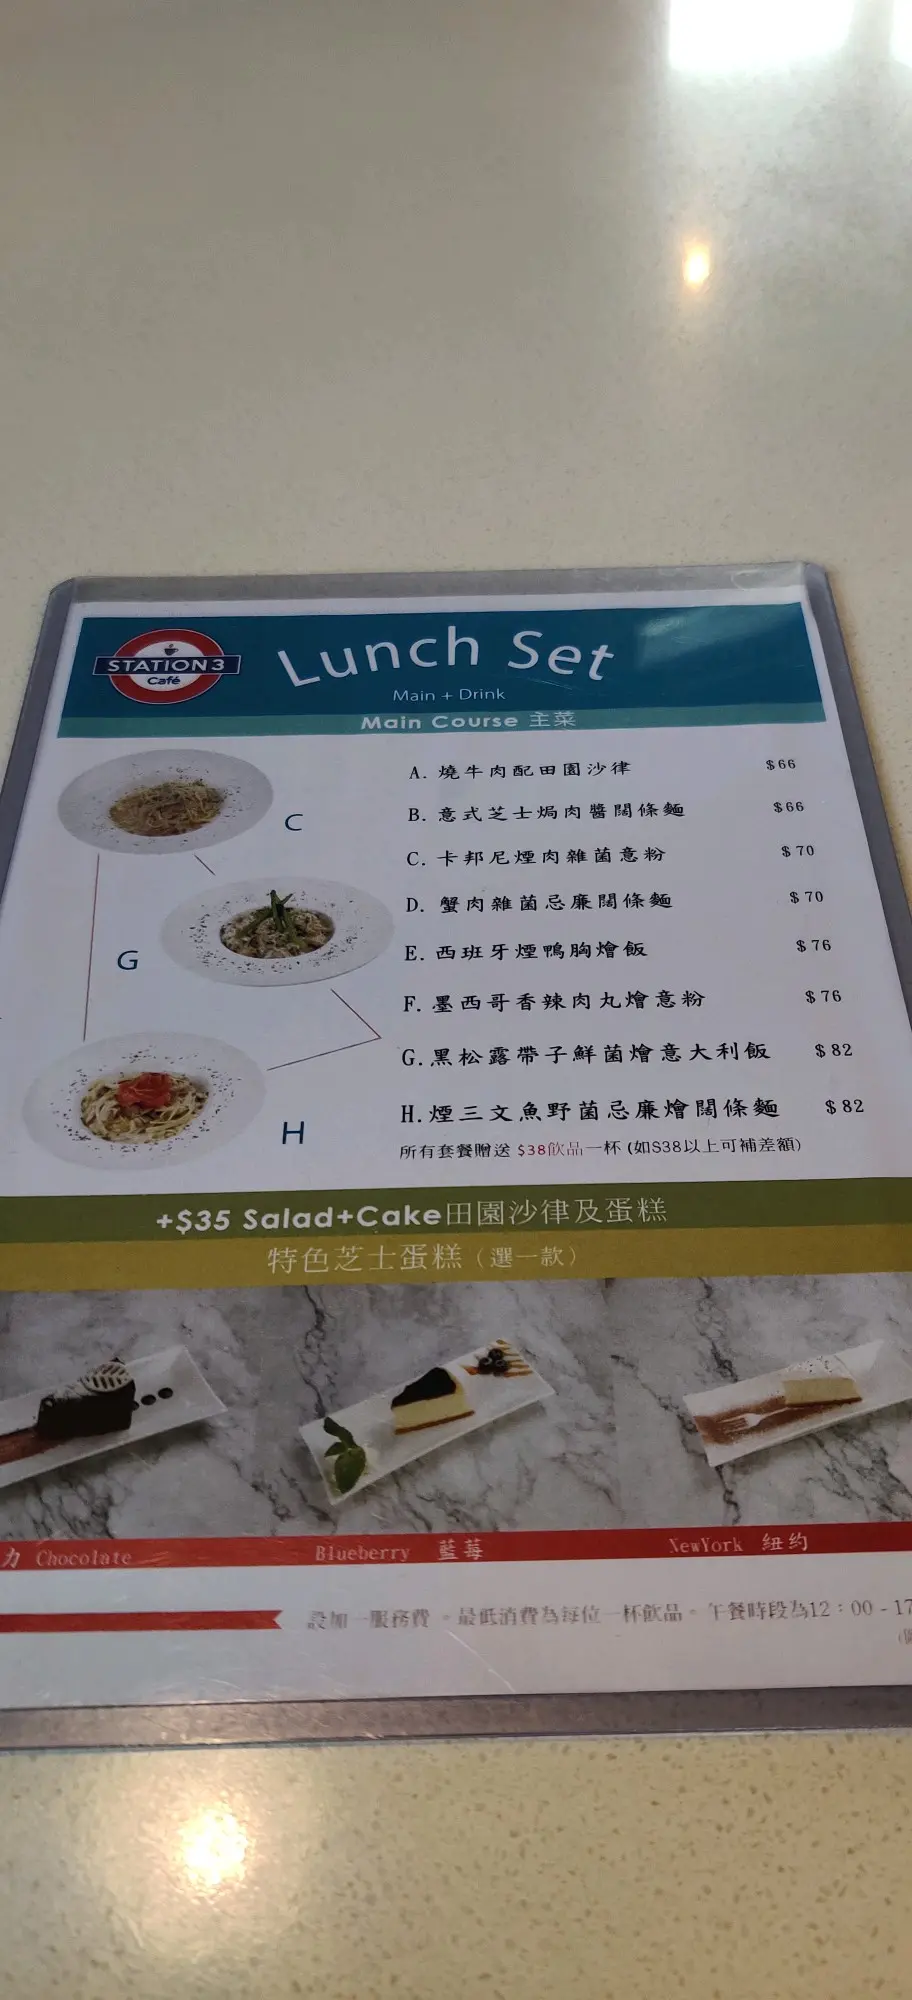 STATION3
Café
Lunch Set
Main + Drink
Main Course 主菜
A. 燒牛肉配田園沙律 $66
B. 意式芝士焗肉醬闊條麵 $66
C. 卡邦尼煙肉雜菌意粉 $70
D. 蟹肉雜菌忌廉闊條麵 $70
E. 西班牙煙鴨胸燴飯 $76
F. 墨西哥香辣肉丸燴意粉 $76
G. 黑松露帶子鮮菌燴意大利飯 $82
H. 煙三文魚野菌忌廉燴闊條麵 $82
所有套餐贈送 $38飲品一杯 (如$38以上可補差額)
C
G
H
+$35 Salad+Cake田園沙律及蛋糕
特色芝士蛋糕（選一款）
力 Chocolate
Blueberry 藍莓
NewYork 紐約
設加一服務費。最低消費為每位一杯飲品。午餐時段為12：00-17